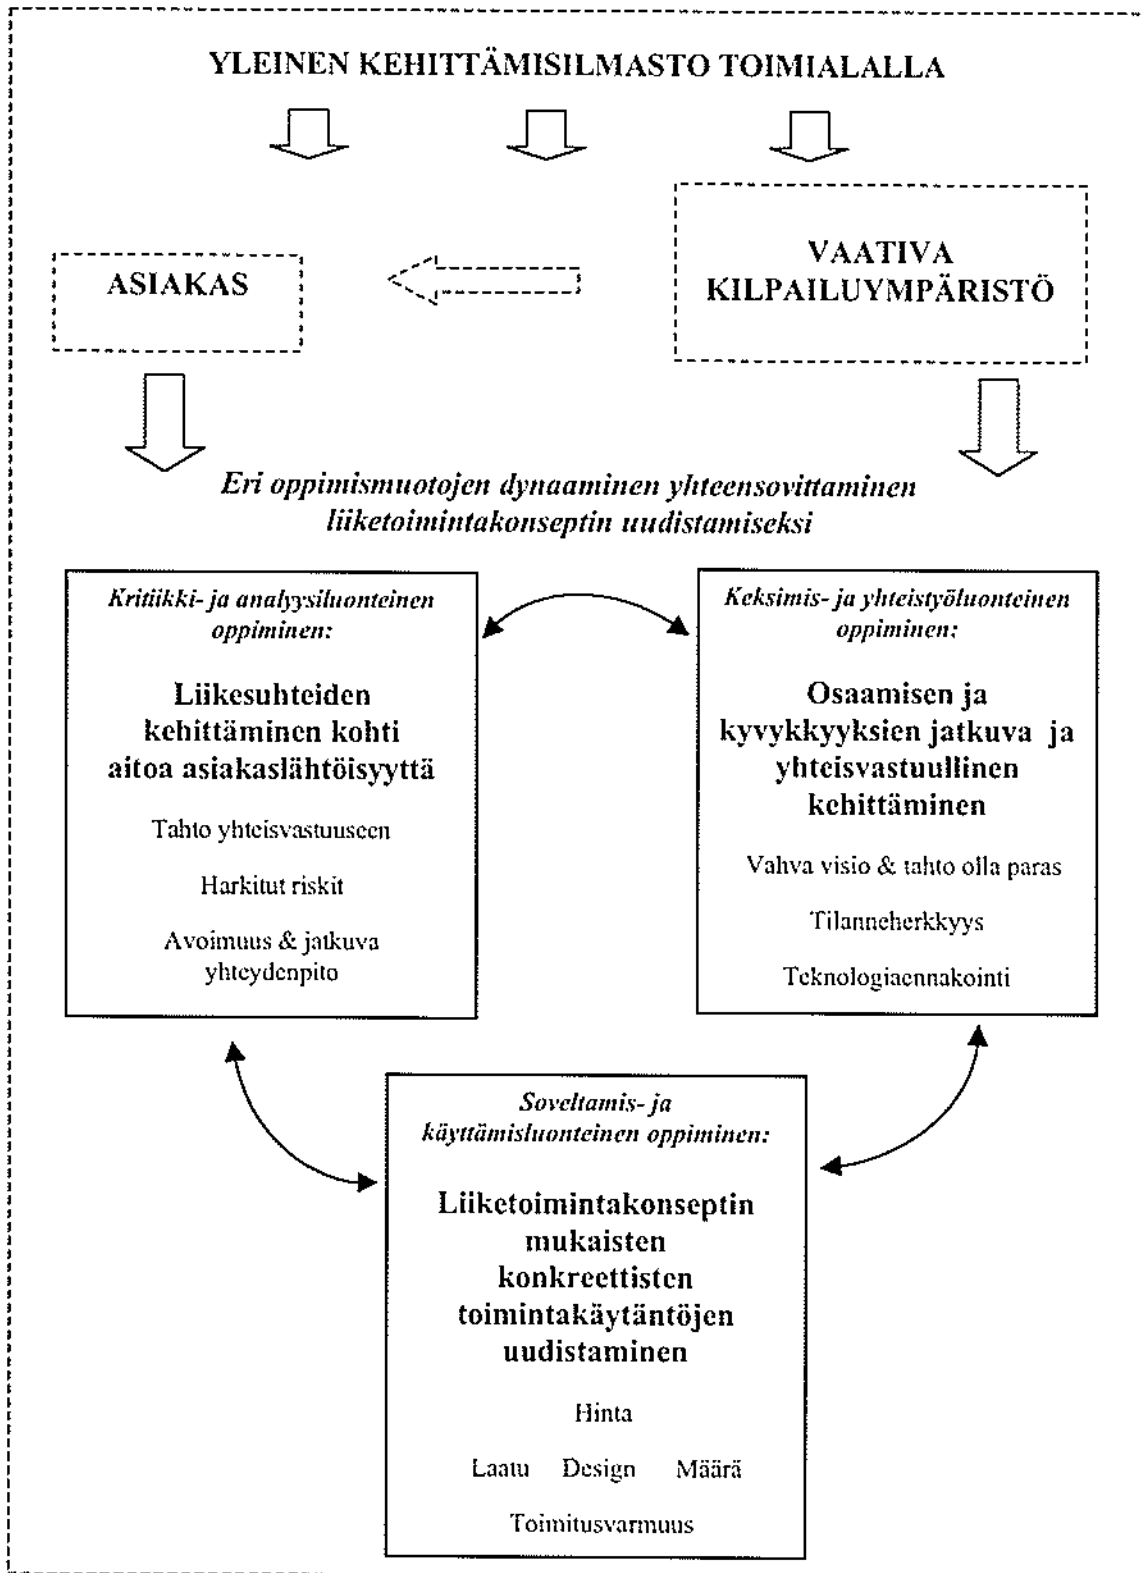 YLEINEN KEHITTÄMISILMASTO TOIMIALALLA
ASIAKAS
VAATIVA
KILPAILUYMPÄRISTÖ
Eri oppimismuotojen dynaaminen yhteensovittaminen
liiketoimintakonseptin uudistamiseksi
Kritiikki- ja analyysiluonteinen
oppiminen:
Liikesuhteiden
kehittäminen kohti
aitoa asiakaslähtöisyyttä
Tahto yhteisvastuuseen
Harkitut riskit
Avoimuus & jatkuva
yhteydenpito
Keksimis- ja yhteistyöluonteinen
oppiminen:
Osaamisen ja
kyvykkyyksien jatkuva ja
yhteisvastuullinen
kehittäminen
Vahva visio & tahto olla paras
Tilanneherkkyys
Teknologiaennakointi
Soveltamis- ja
käyttämisluonteinen oppiminen:
Liiketoimintakonseptin
mukaisten
konkreettisten
toimintakäytäntöjen
uudistaminen
Hinta
Laatu Design Määrä
Toimitusvarmuus